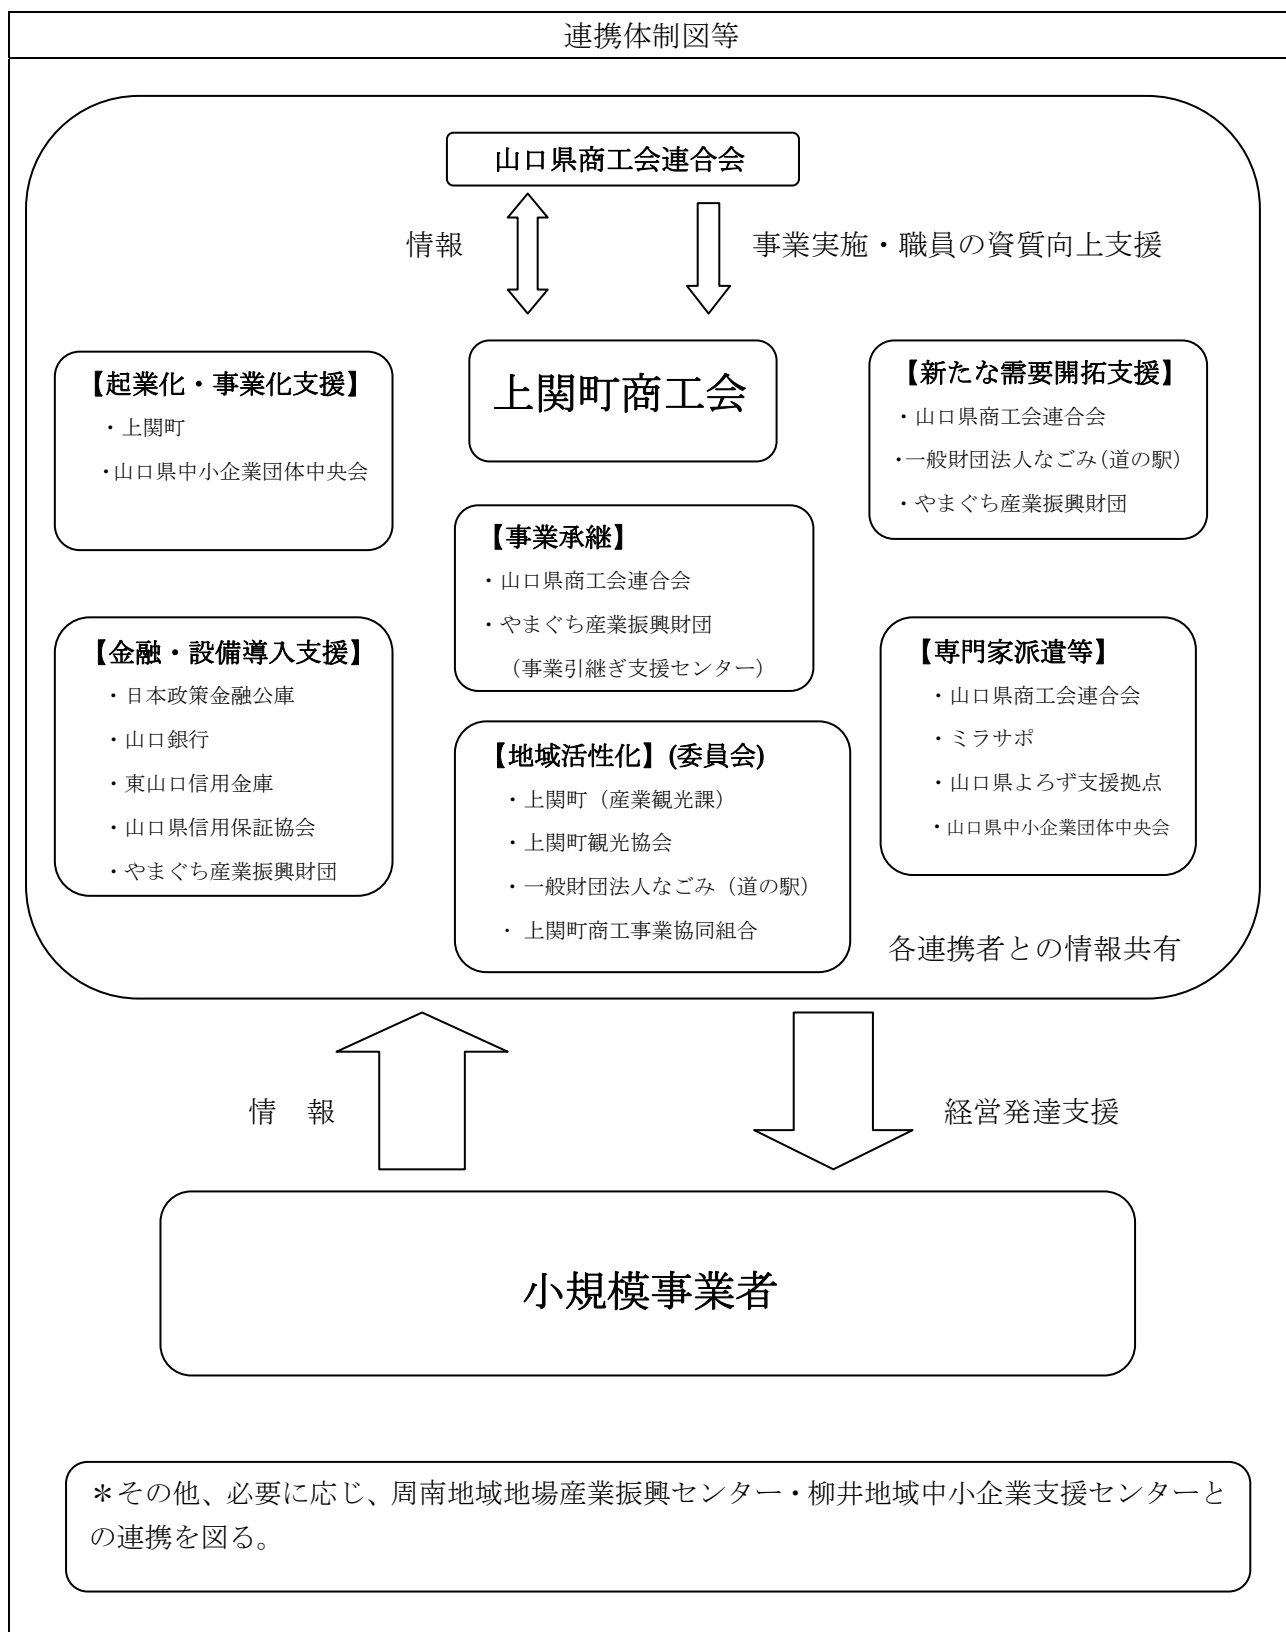 連携体制図等
山口県商工会連合会
情報
事業実施・職員の資質向上支援
上関町商工会
【起業化・事業化支援】
・上関町
・山口県中小企業団体中央会
【新たな需要開拓支援】
・山口県商工会連合会
・一般財団法人なごみ(道の駅)
・やまぐち産業振興財団
【事業承継】
・山口県商工会連合会
・やまぐち産業振興財団
（事業引継ぎ支援センター）
【金融・設備導入支援】
・日本政策金融公庫
・山口銀行
・東山口信用金庫
・山口県信用保証協会
・やまぐち産業振興財団
【専門家派遣等】
・山口県商工会連合会
・ミラサポ
・山口県よろず支援拠点
・山口県中小企業団体中央会
【地域活性化】(委員会)
・上関町（産業観光課）
・上関町観光協会
・一般財団法人なごみ（道の駅）
・ 上関町商工事業協同組合
各連携者との情報共有
情　報
経営発達支援
小規模事業者
＊その他、必要に応じ、周南地域地場産業振興センター・柳井地域中小企業支援センターと
の連携を図る。